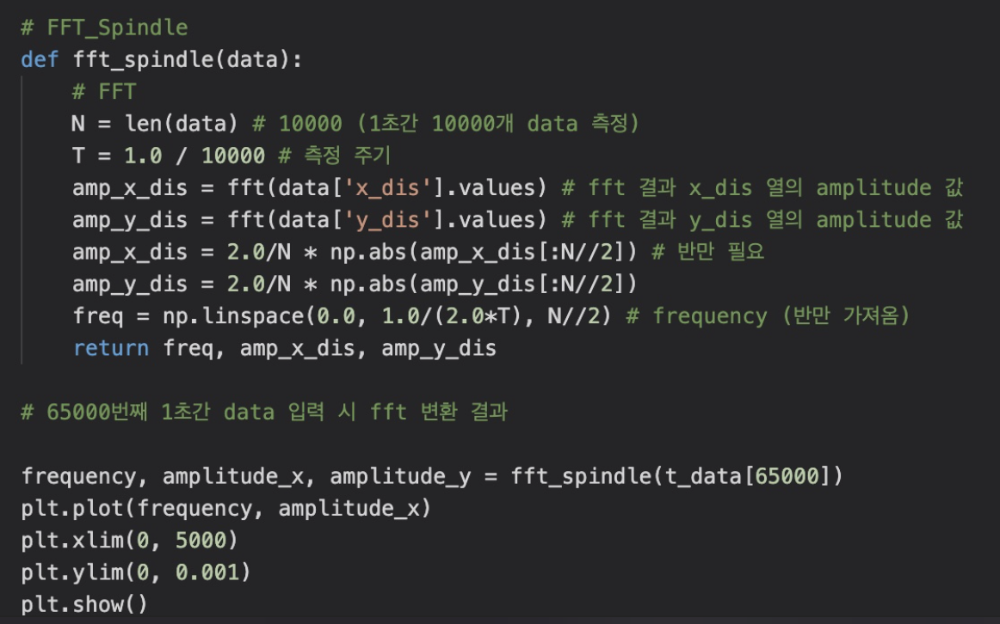 # FFT_Spindle
def fft_spindle(data):
    # FFT
    N = len(data) # 10000 (1초간 10000개 data 측정)
    T = 1.0 / 10000 # 측정 주기
    amp_x_dis = fft(data['x_dis'].values) # fft 결과 x_dis 열의 amplitude 값
    amp_y_dis = fft(data['y_dis'].values) # fft 결과 y_dis 열의 amplitude 값
    amp_x_dis = 2.0/N * np.abs(amp_x_dis[:N//2]) # 반만 필요
    amp_y_dis = 2.0/N * np.abs(amp_y_dis[:N//2])
    freq = np.linspace(0.0, 1.0/(2.0*T), N//2) # frequency (반만 가져옴)
    return freq, amp_x_dis, amp_y_dis
# 65000번째 1초간 data 입력 시 fft 변환 결과
frequency, amplitude_x, amplitude_y = fft_spindle(t_data[65000])
plt.plot(frequency, amplitude_x)
plt.xlim(0, 5000)
plt.ylim(0, 0.001)
plt.show()